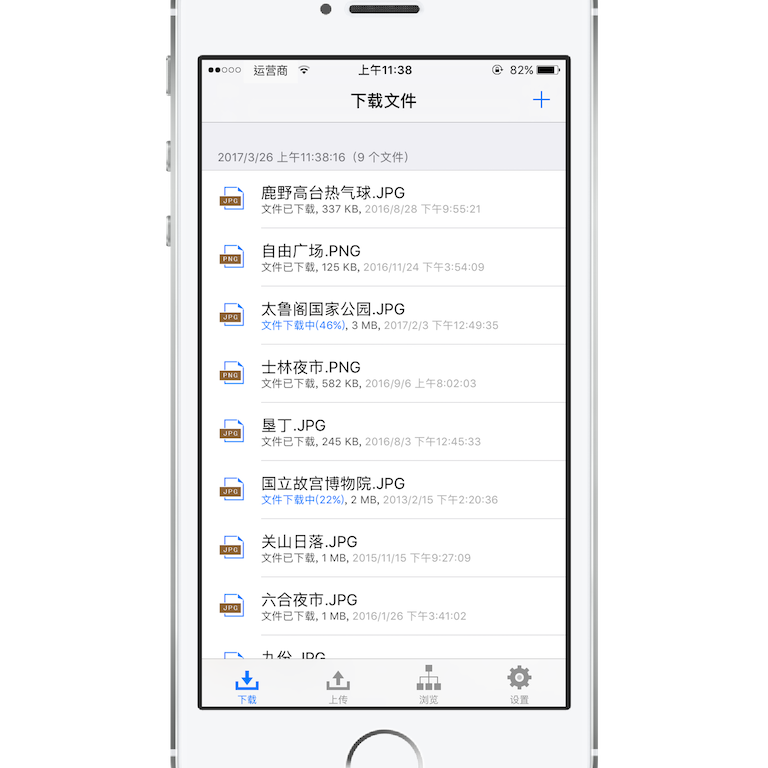 运营商 上午11:38 82%
下载文件
2017/3/26 上午11:38:16（9 个文件）
JPG 鹿野高台热气球.JPG
文件已下载, 337 KB, 2016/8/28 下午9:55:21
PNG 自由广场.PNG
文件已下载, 125 KB, 2016/11/24 下午3:54:09
JPG 太鲁阁国家公园.JPG
文件下载中(46%), 3 MB, 2017/2/3 下午12:49:35
PNG 士林夜市.PNG
文件已下载, 582 KB, 2016/9/6 上午8:02:03
JPG 垦丁.JPG
文件已下载, 245 KB, 2016/8/3 下午12:45:33
JPG 国立故宫博物院.JPG
文件下载中(22%), 2 MB, 2013/2/15 下午2:20:36
JPG 关山日落.JPG
文件已下载, 1 MB, 2015/11/15 下午9:27:09
JPG 六合夜市.JPG
文件已下载, 1 MB, 2016/1/26 下午3:41:02
九份.JPG
下载 上传 浏览 设置